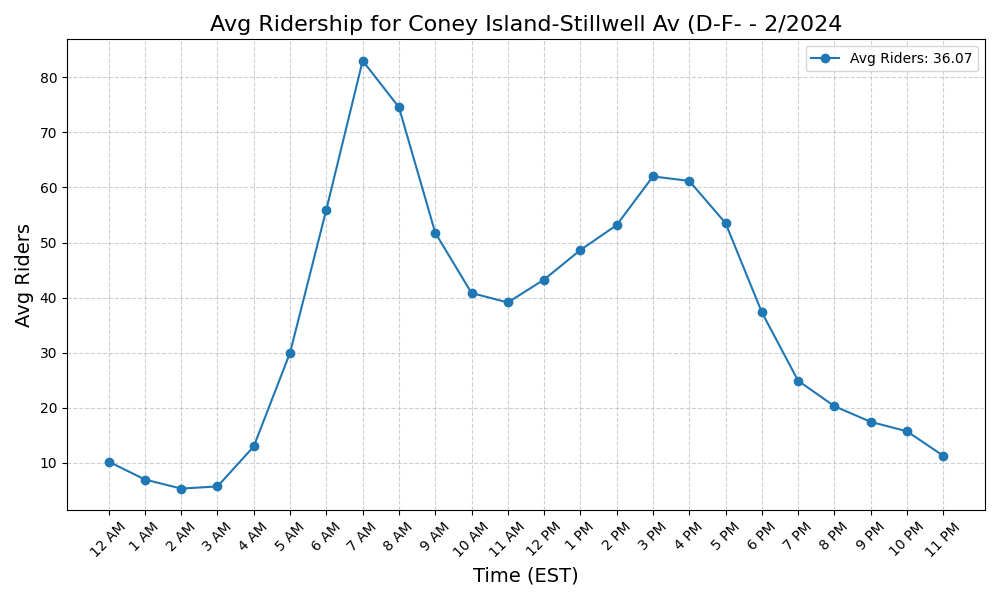 Avg Ridership for Coney Island-Stillwell Av (D-F- - 2/2024
Avg Riders: 36.07
Avg Riders
80
70
60
50
40
30
20
10
12 AM
1 AM
2 AM
3 AM
4 AM
5 AM
6 AM
7 AM
8 AM
9 AM
10 AM
11 AM
12 PM
1 PM
2 PM
3 PM
4 PM
5 PM
6 PM
7 PM
8 PM
9 PM
10 PM
11 PM
Time (EST)